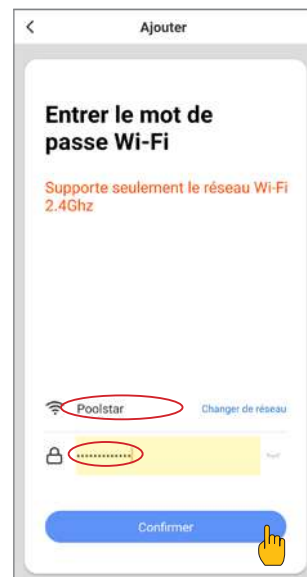 Ajouter
Entrer le mot de
passe Wi-Fi
Supporte seulement le réseau Wi-Fi
2.4Ghz
Poolstar
Changer de réseau
•••••••••••••
Confirmer